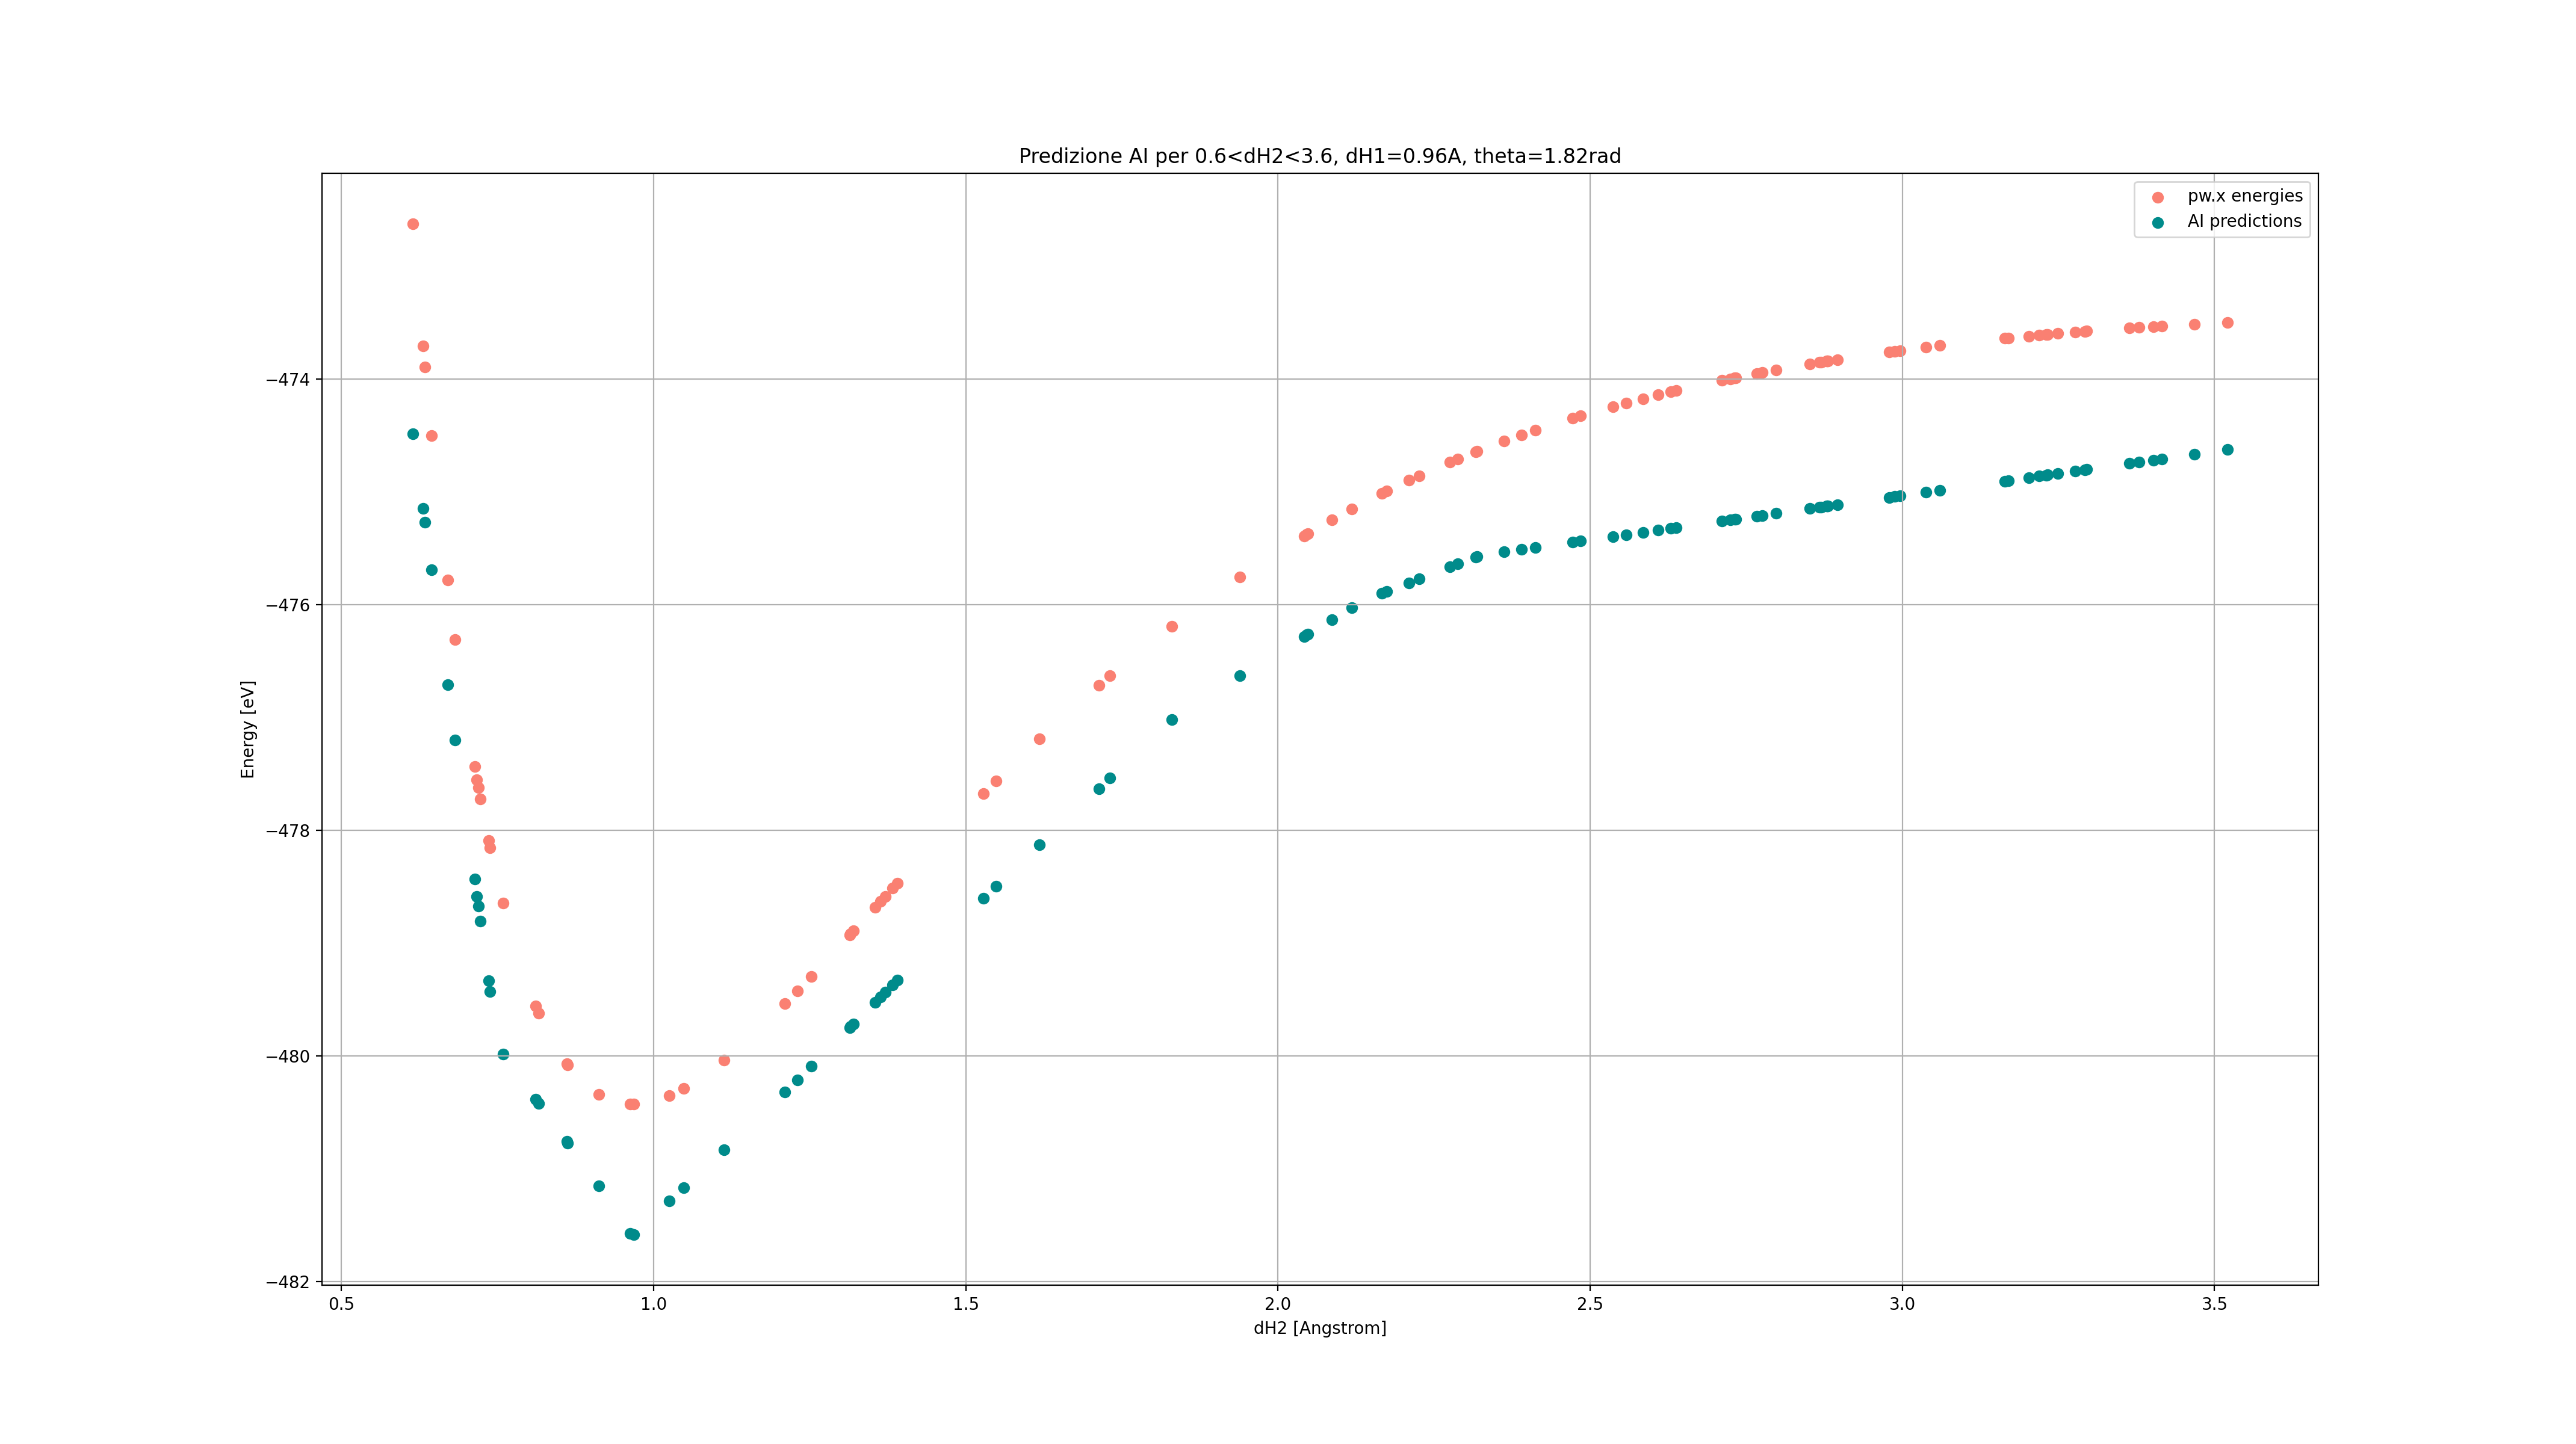 Predizione AI per 0.6<dH2<3.6, dH1=0.96A, theta=1.82rad
pw.x energies
AI predictions
−474
−476
−478
−480
−482
Energy [eV]
0.5 1.0 1.5 2.0 2.5 3.0 3.5
dH2 [Angstrom]